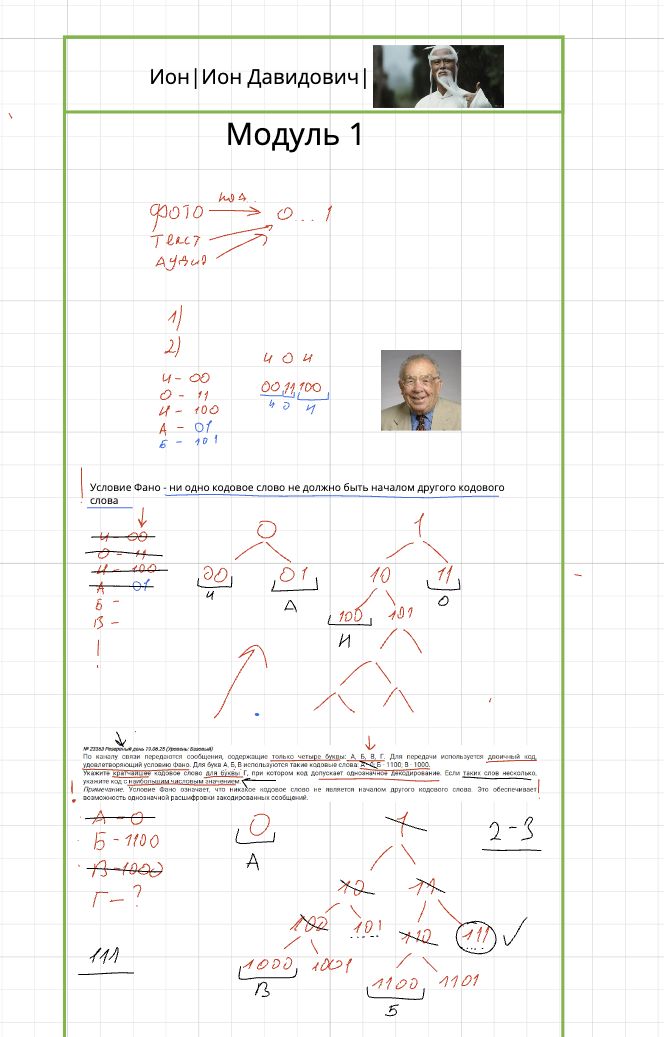 Ион|Ион Давидович|
Модуль 1
код..
ФОТО 0...1
Текст
Аудио
1)
2)
Ч О И
Ч - 00
О - 11
И - 100
А - 01
Б - 101
0011100
Ч О И
Условие Фано - ни одно кодовое слово не должно быть началом другого кодового
слова
Ч - 00
О - 11
И - 100
А - 01
Б -
В -
0 1
00 01 10 11
Ч А О
100 101
И
№ 23363 Резервный день 19.06.25 (Уровень: Базовый)
По каналу связи передаются сообщения, содержащие только четыре буквы: А, Б, В, Г. Для передачи используется двоичный код,
удовлетворяющий условию Фано. Для букв А, Б, В используются такие кодовые слова: А - 0; Б - 1100, В - 1000.
Укажите кратчайшее кодовое слово для буквы Г, при котором код допускает однозначное декодирование. Если таких слов несколько,
укажите код с наибольшим числовым значением.
Примечание. Условие Фано означает, что никакое кодовое слово не является началом другого кодового слова. Это обеспечивает
возможность однозначной расшифровки закодированных сообщений.
А - 0
Б - 1100
В - 1000
Г - ?
111
0 1
А
2-3
10 11
100 101 110 111
1000 1001 1100 1101
В Б